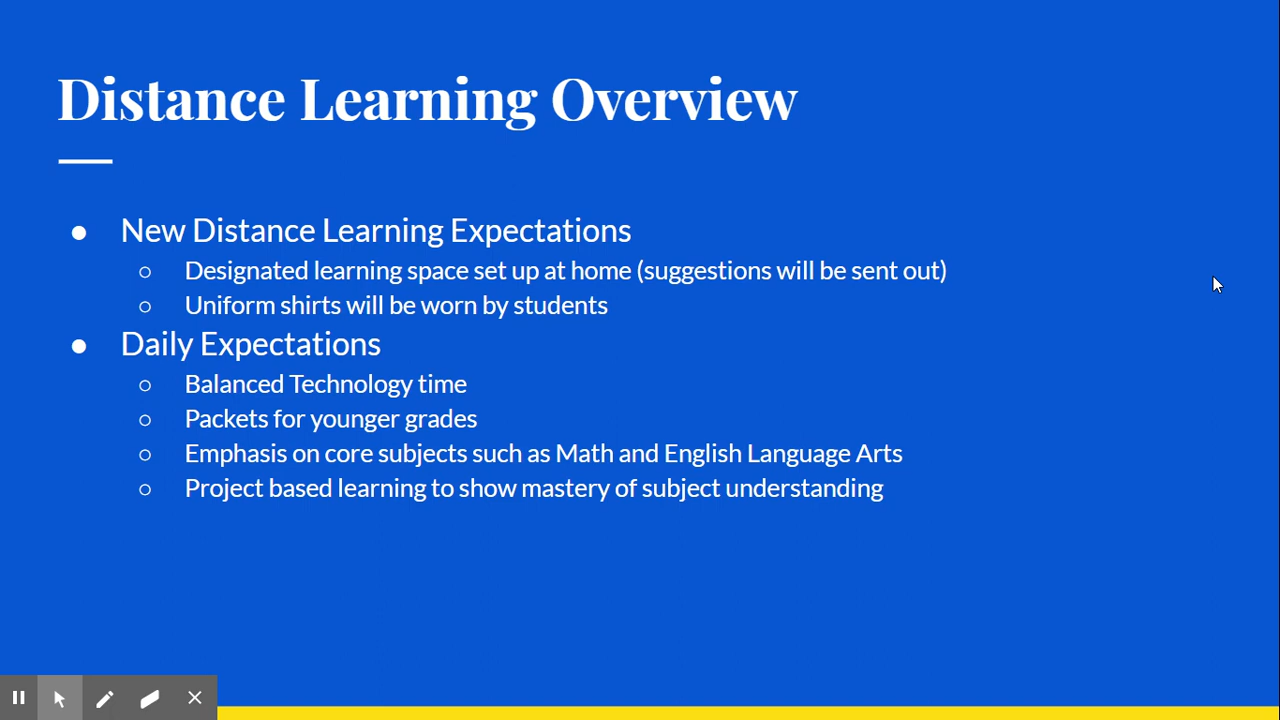 Distance Learning Overview
● New Distance Learning Expectations
○ Designated learning space set up at home (suggestions will be sent out)
○ Uniform shirts will be worn by students
● Daily Expectations
○ Balanced Technology time
○ Packets for younger grades
○ Emphasis on core subjects such as Math and English Language Arts
○ Project based learning to show mastery of subject understanding